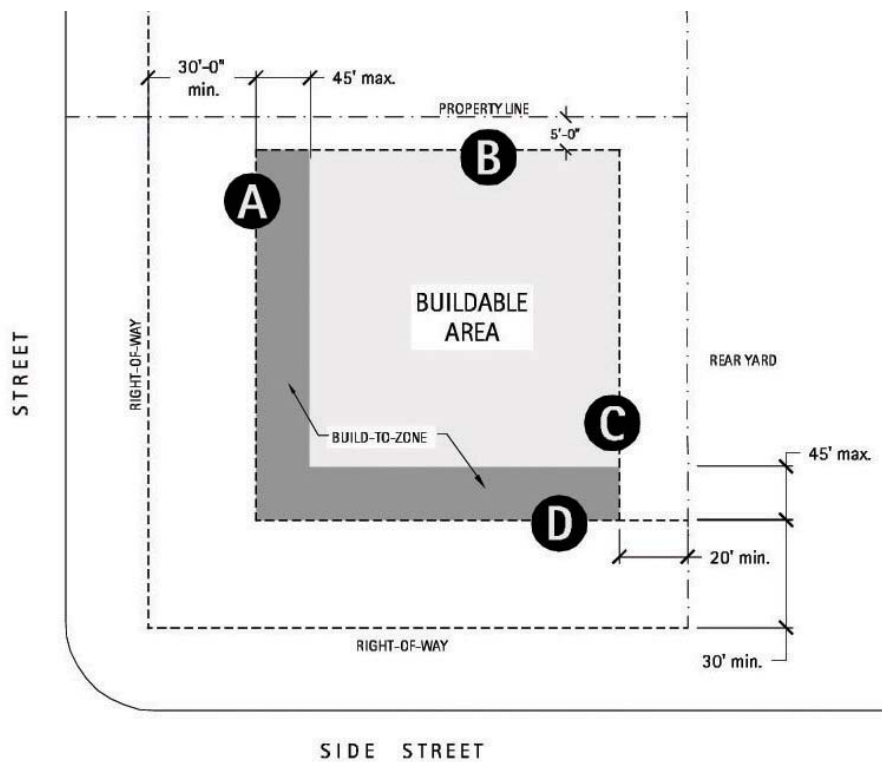 30'-0"
min.
45' max.
PROPERTY LINE
5'-0"
B
A
BUILDABLE
AREA
STREET
RIGHT-OF-WAY
REAR YARD
C
BUILD-TO-ZONE
45' max.
D
20' min.
RIGHT-OF-WAY
30' min.
SIDE STREET